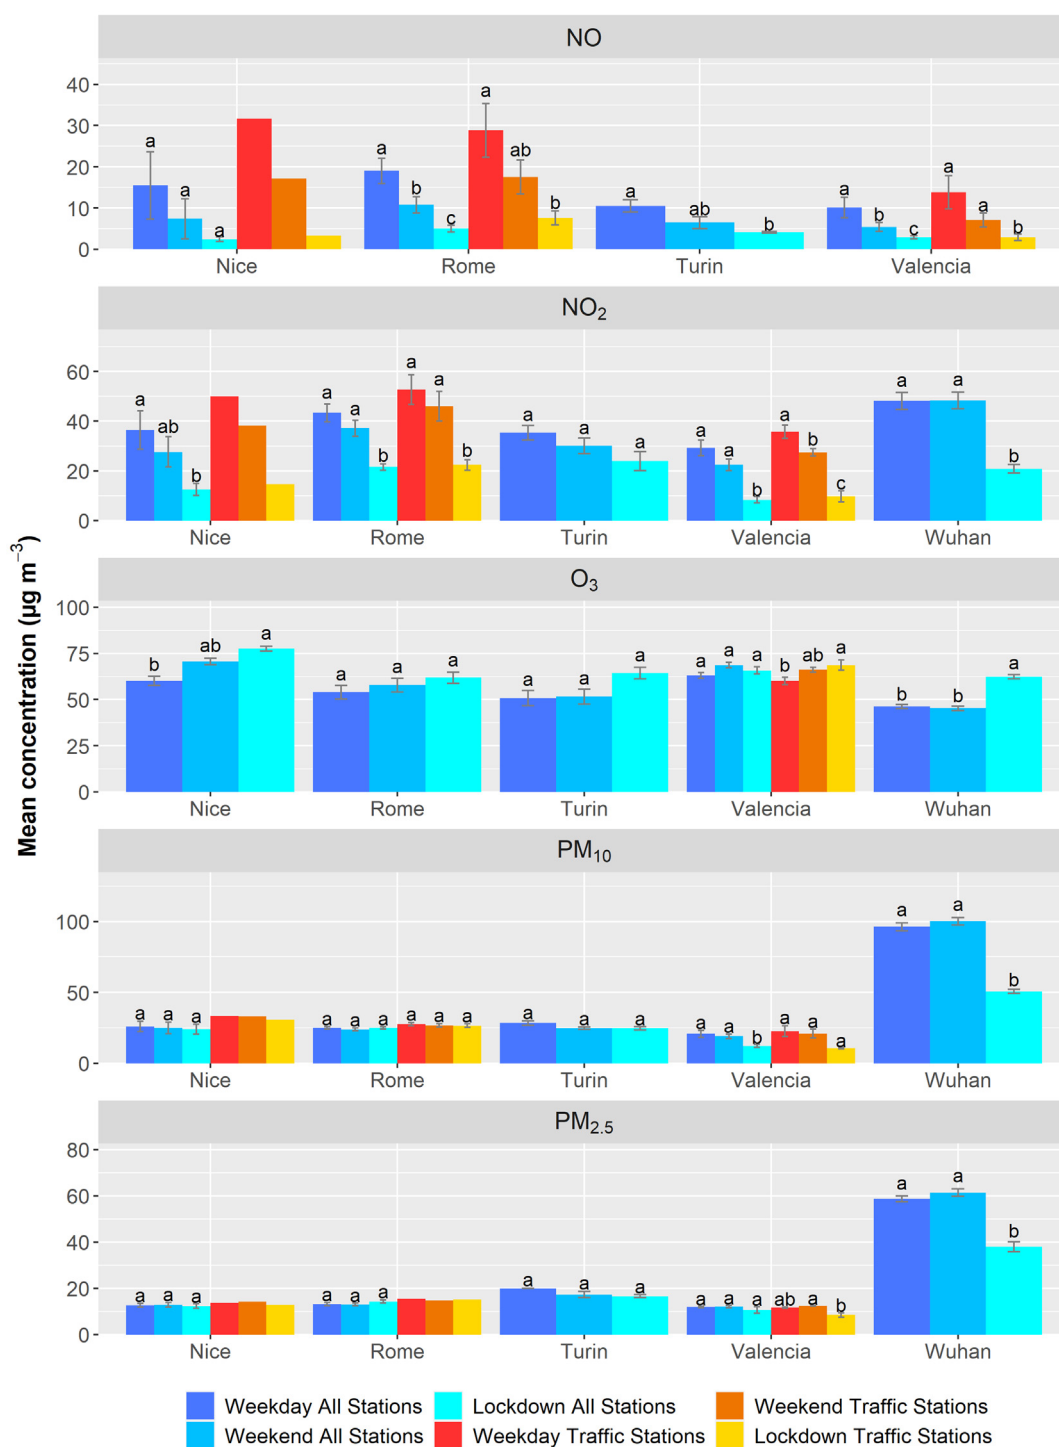 NO
40
30
20
10
0
a a a
a b c a ab b
a ab b
a b c a a b
Nice Rome Turin Valencia
NO2
60
40
20
0
a ab b
a a b a a b
a a a
a a b a b c
a a b
Nice Rome Turin Valencia Wuhan
O3
100
75
50
25
0
b ab a
a a a
a a a
a a a b ab a
b b a
Nice Rome Turin Valencia Wuhan
PM10
100
50
0
a a a
a a a a a a
a a a
a a b a a a
a a b
Nice Rome Turin Valencia Wuhan
PM2.5
80
60
40
20
0
a a a
a a a
a a a
a a a ab a b
a a b
Nice Rome Turin Valencia Wuhan
Mean concentration (µg m−3)
Weekday All Stations Lockdown All Stations Weekend Traffic Stations
Weekend All Stations Weekday Traffic Stations Lockdown Traffic Stations